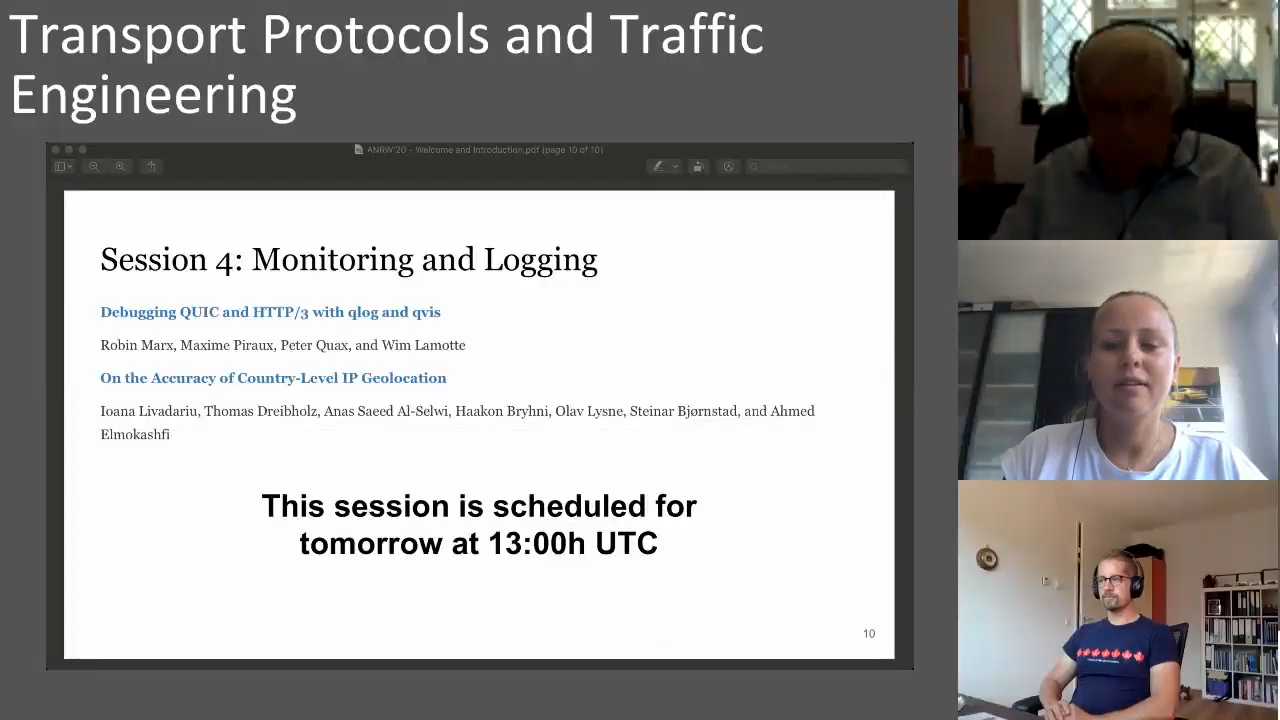 Transport Protocols and Traffic
Engineering
ANRW'20 - Welcome and Introduction.pdf (page 10 of 10)
Search
Session 4: Monitoring and Logging
Debugging QUIC and HTTP/3 with qlog and qvis
Robin Marx, Maxime Piraux, Peter Quax, and Wim Lamotte
On the Accuracy of Country-Level IP Geolocation
Ioana Livadariu, Thomas Dreibholz, Anas Saeed Al-Selwi, Haakon Bryhni, Olav Lysne, Steinar Bjørnstad, and Ahmed
Elmokashfi
This session is scheduled for
tomorrow at 13:00h UTC
10